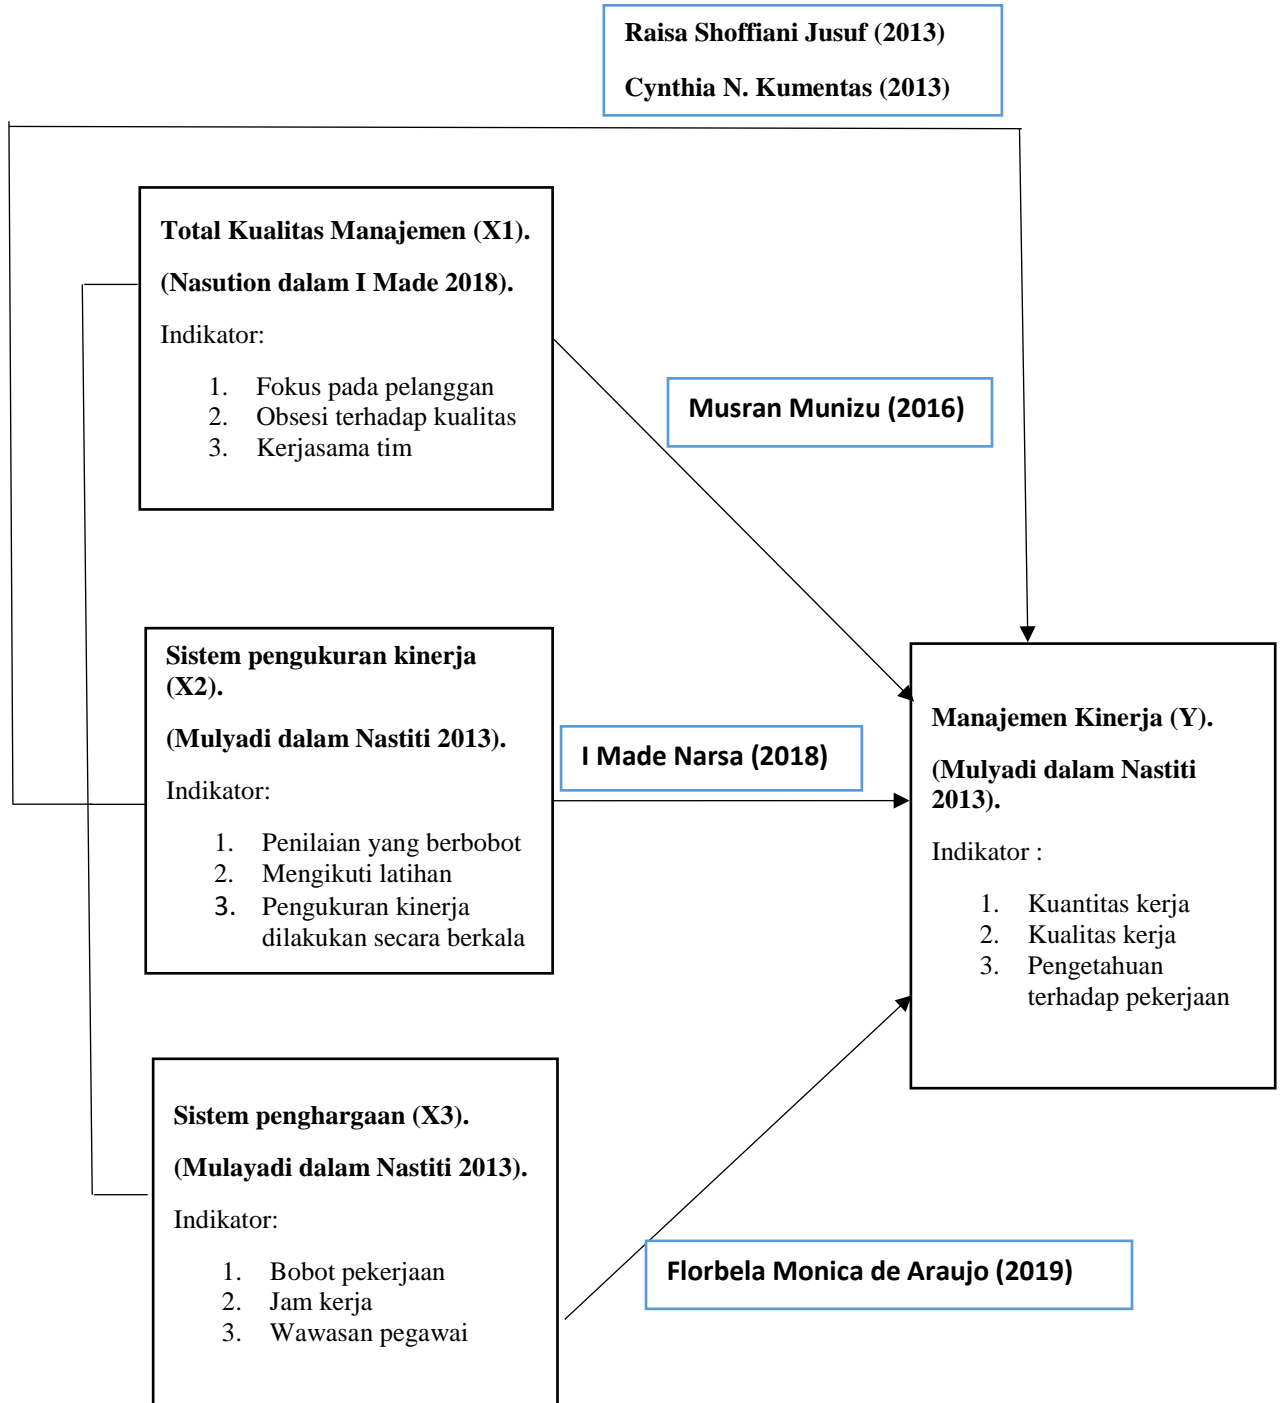 Raisa Shoffiani Jusuf (2013)
Cynthia N. Kumentas (2013)
Total Kualitas Manajemen (X1).
(Nasution dalam I Made 2018).
Indikator:
1. Fokus pada pelanggan
2. Obsesi terhadap kualitas
3. Kerjasama tim
Musran Munizu (2016)
Sistem pengukuran kinerja
(X2).
(Mulyadi dalam Nastiti 2013).
Indikator:
1. Penilaian yang berbobot
2. Mengikuti latihan
3. Pengukuran kinerja
dilakukan secara berkala
I Made Narsa (2018)
Manajemen Kinerja (Y).
(Mulyadi dalam Nastiti
2013).
Indikator :
1. Kuantitas kerja
2. Kualitas kerja
3. Pengetahuan
terhadap pekerjaan
Sistem penghargaan (X3).
(Mulayadi dalam Nastiti 2013).
Indikator:
1. Bobot pekerjaan
2. Jam kerja
3. Wawasan pegawai
Florbela Monica de Araujo (2019)